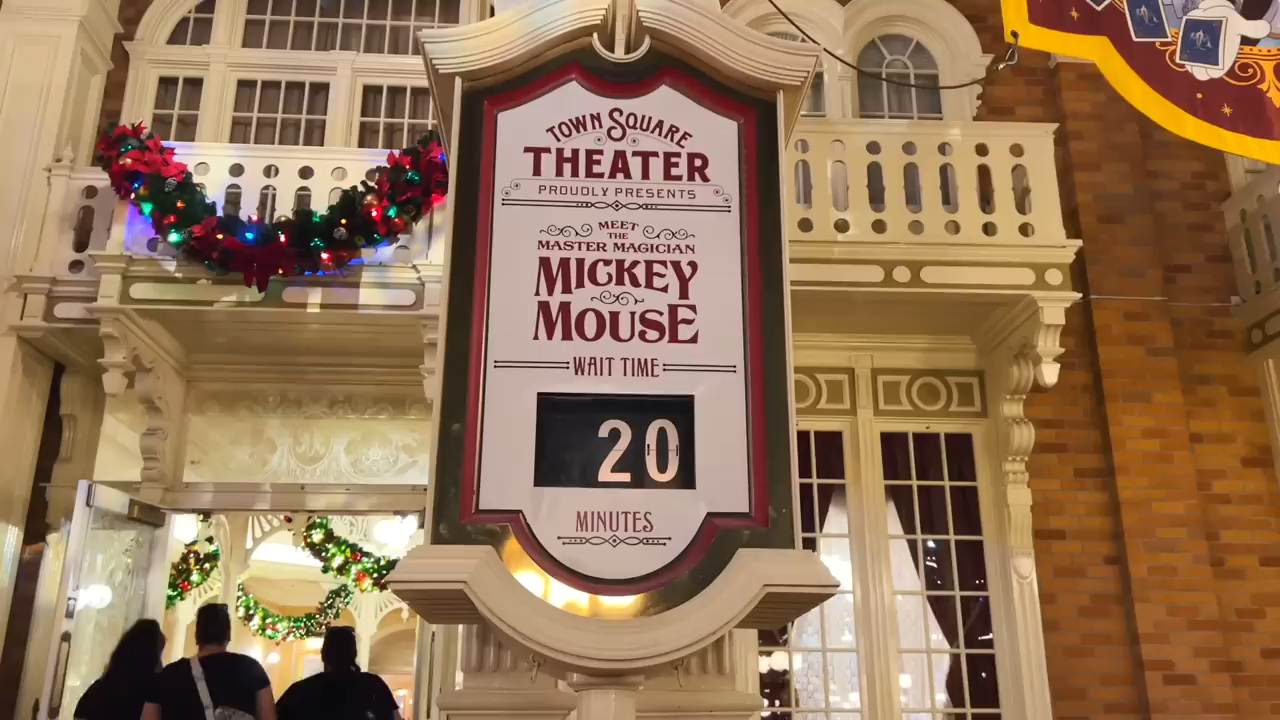 TOWN SQUARE
THEATER
PROUDLY PRESENTS
MEET
THE
MASTER MAGICIAN
MICKEY
MOUSE
WAIT TIME
20
MINUTES